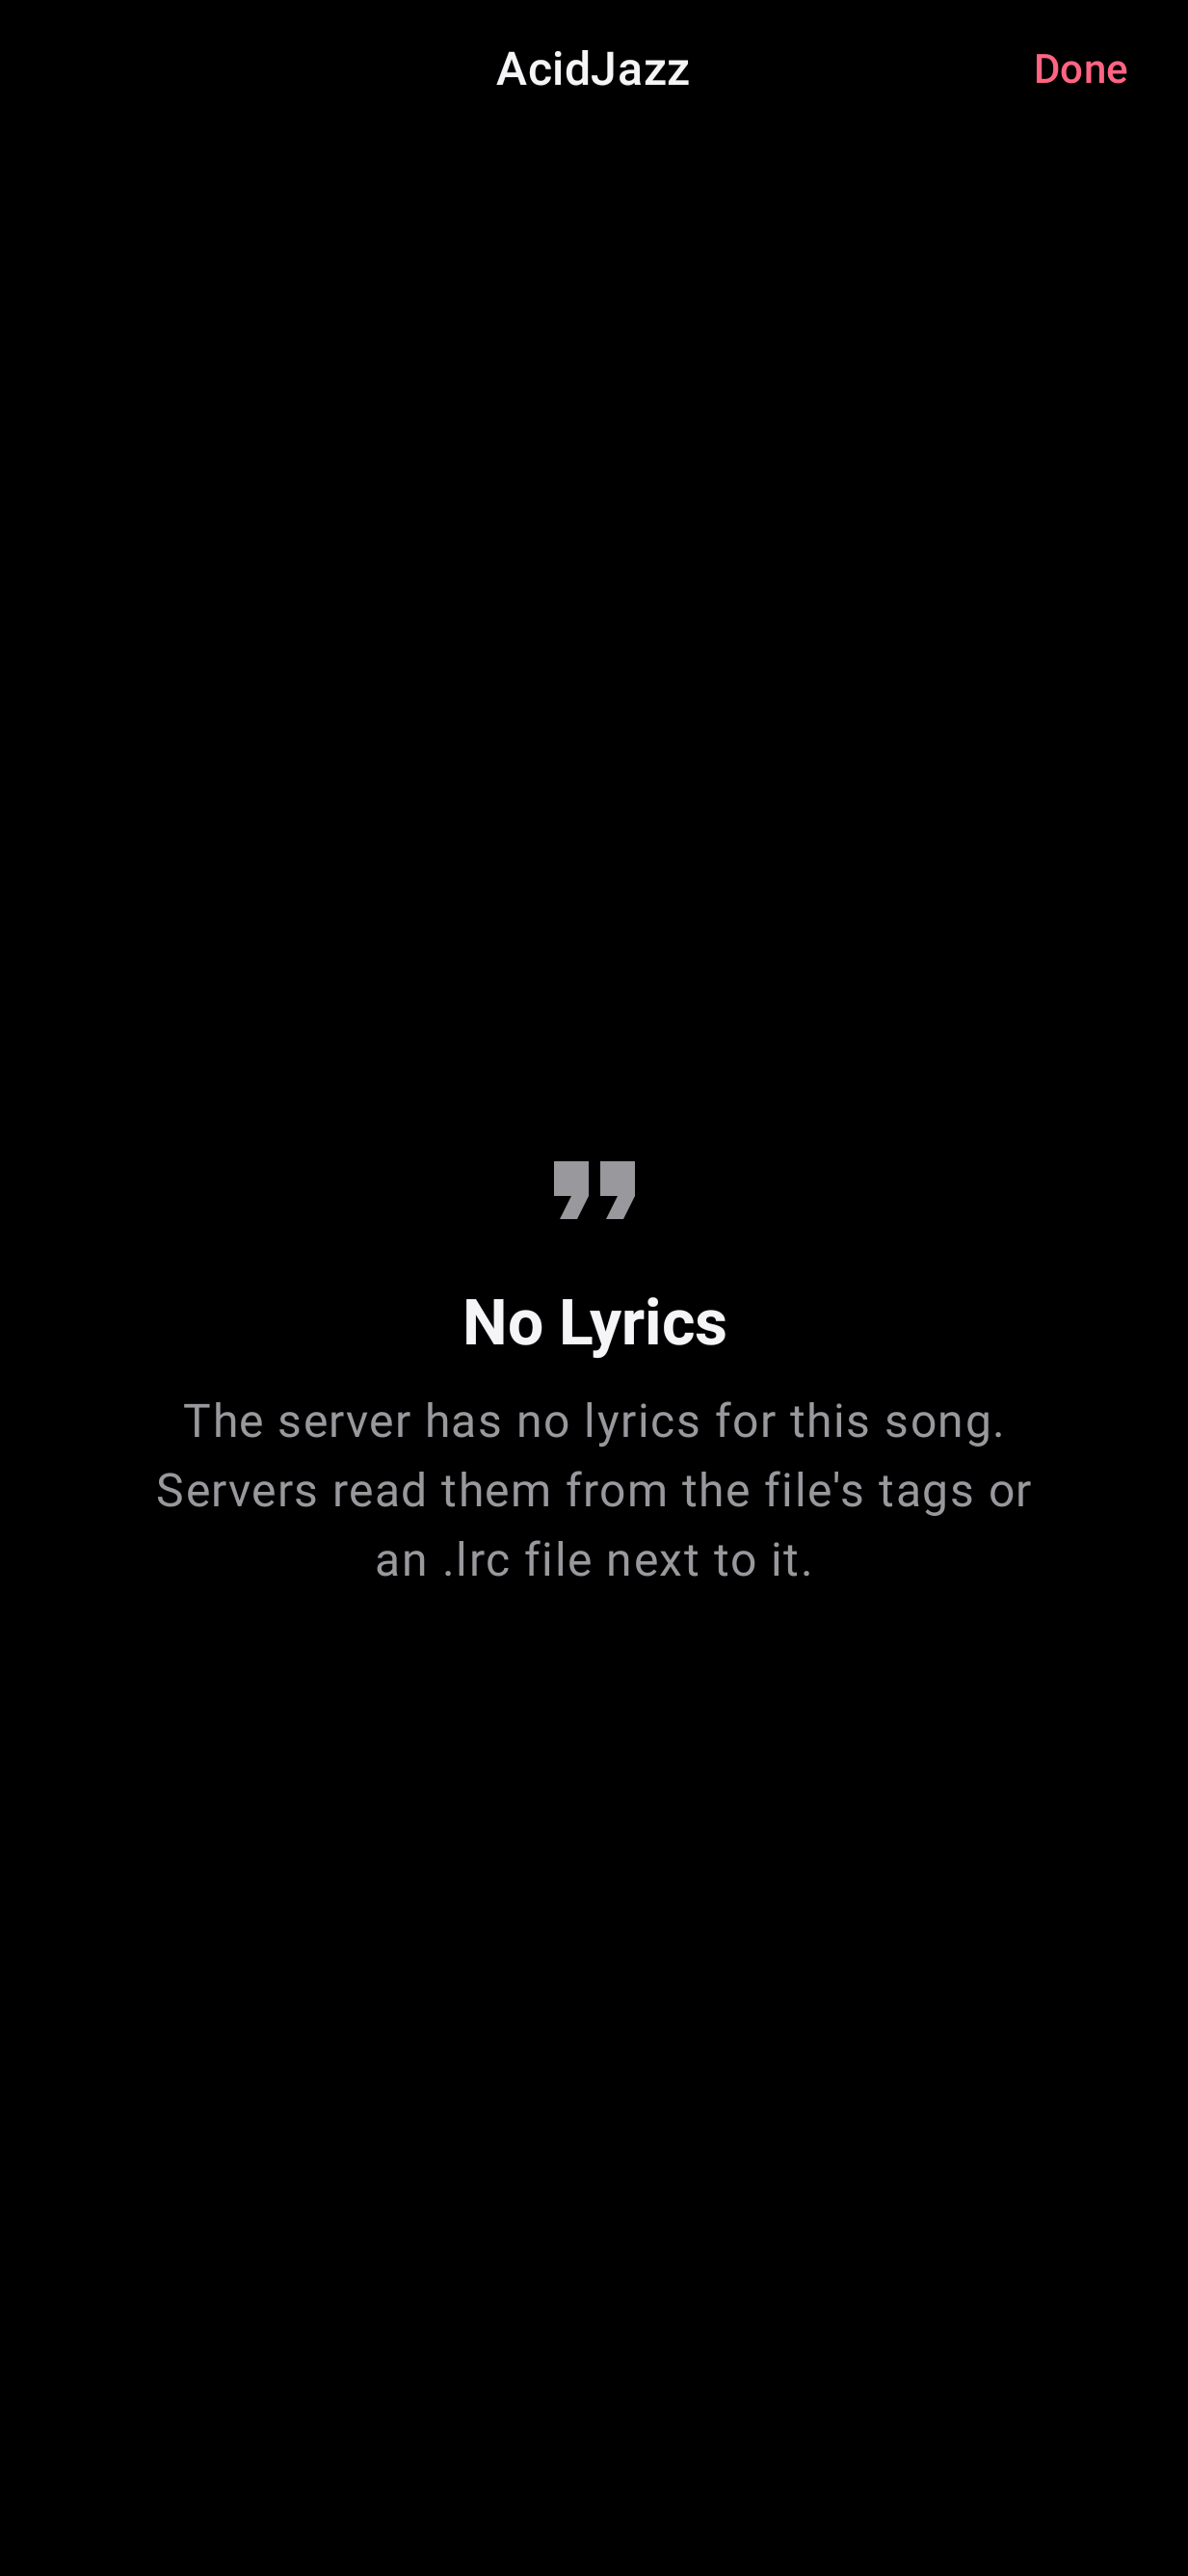 AcidJazz
Done
No Lyrics
The server has no lyrics for this song.
Servers read them from the file's tags or
an .lrc file next to it.